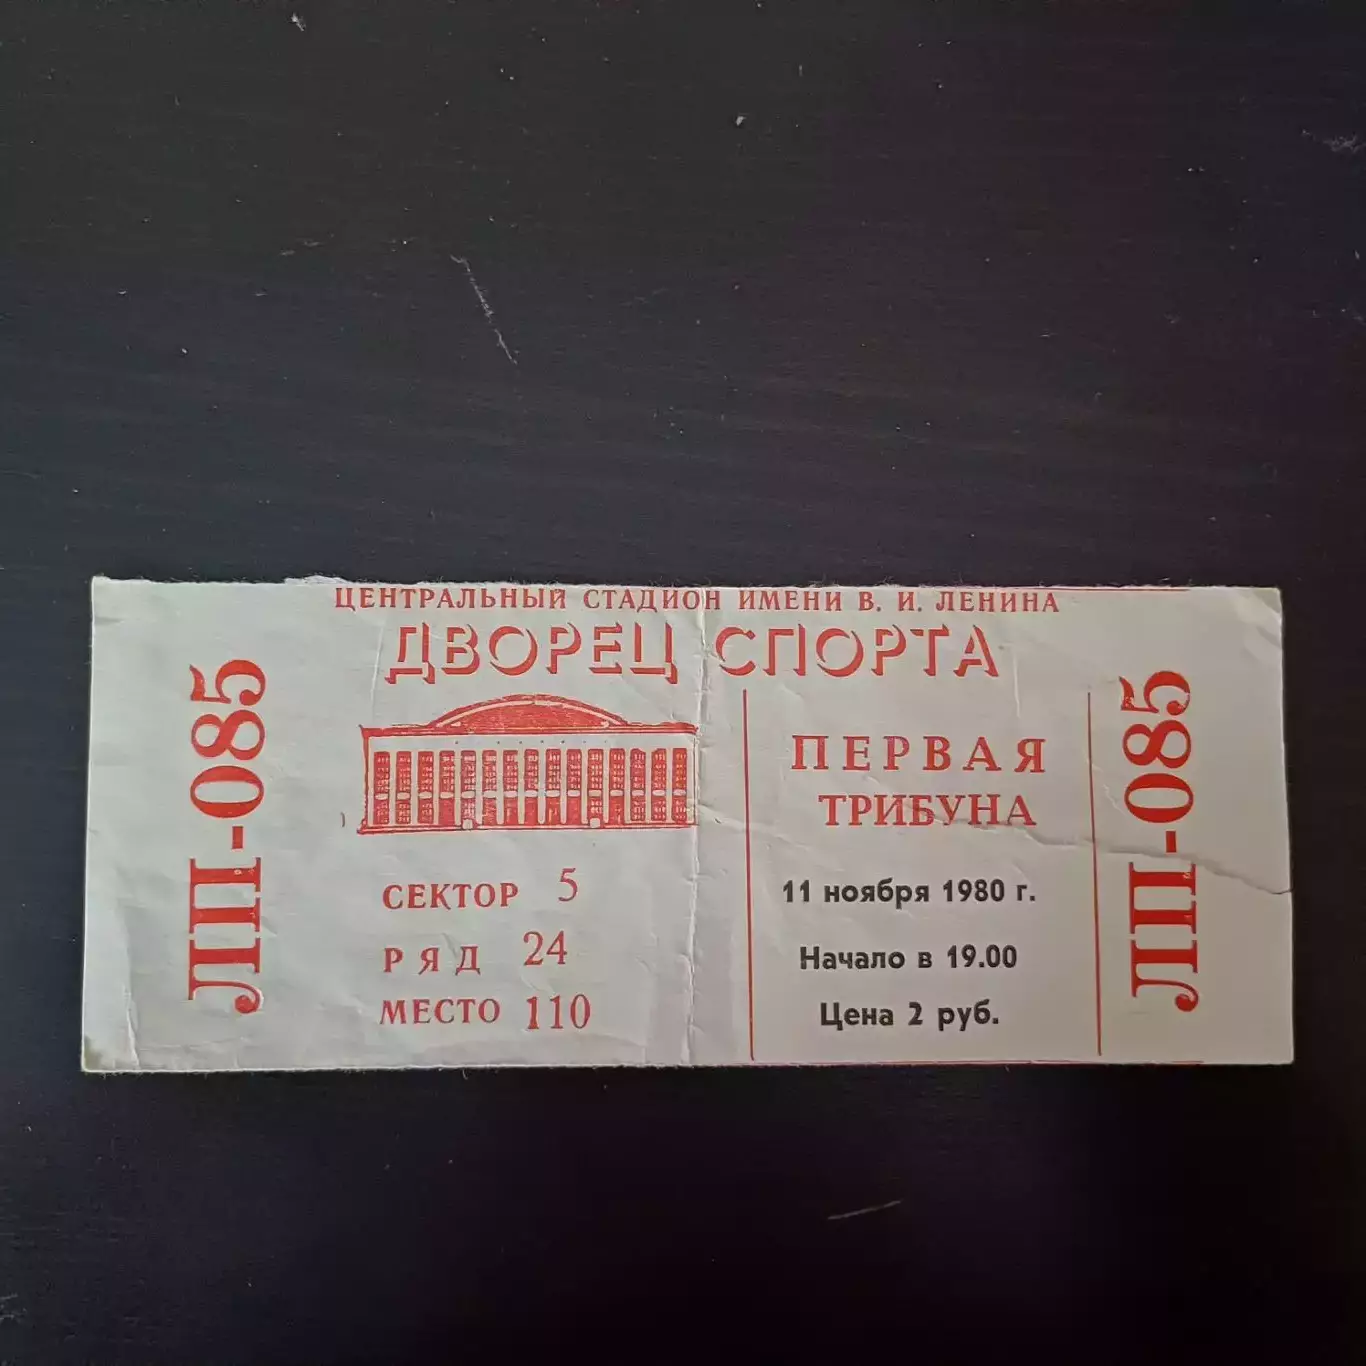 ЦЕНТРАЛЬНЫЙ СТАДИОН ИМЕНИ В. И. ЛЕНИНА
ДВОРЕЦ СПОРТА
ЛП-085
СЕКТОР 5
РЯД 24
МЕСТО 110
ПЕРВАЯ
ТРИБУНА
11 ноября 1980 г.
Начало в 19.00
Цена 2 руб.
ЛП-085